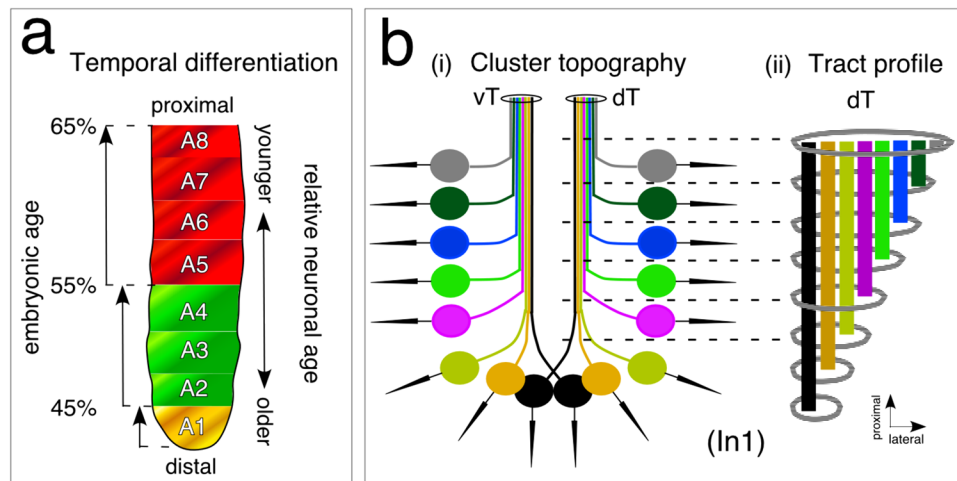 a
Temporal differentiation
proximal
65%
55%
45%
embryonic age
A8
A7
A6
A5
A4
A3
A2
A1
younger
older
relative neuronal age
distal
b
(i) Cluster topography
vT
dT
(ii) Tract profile
dT
(In1)
proximal
lateral